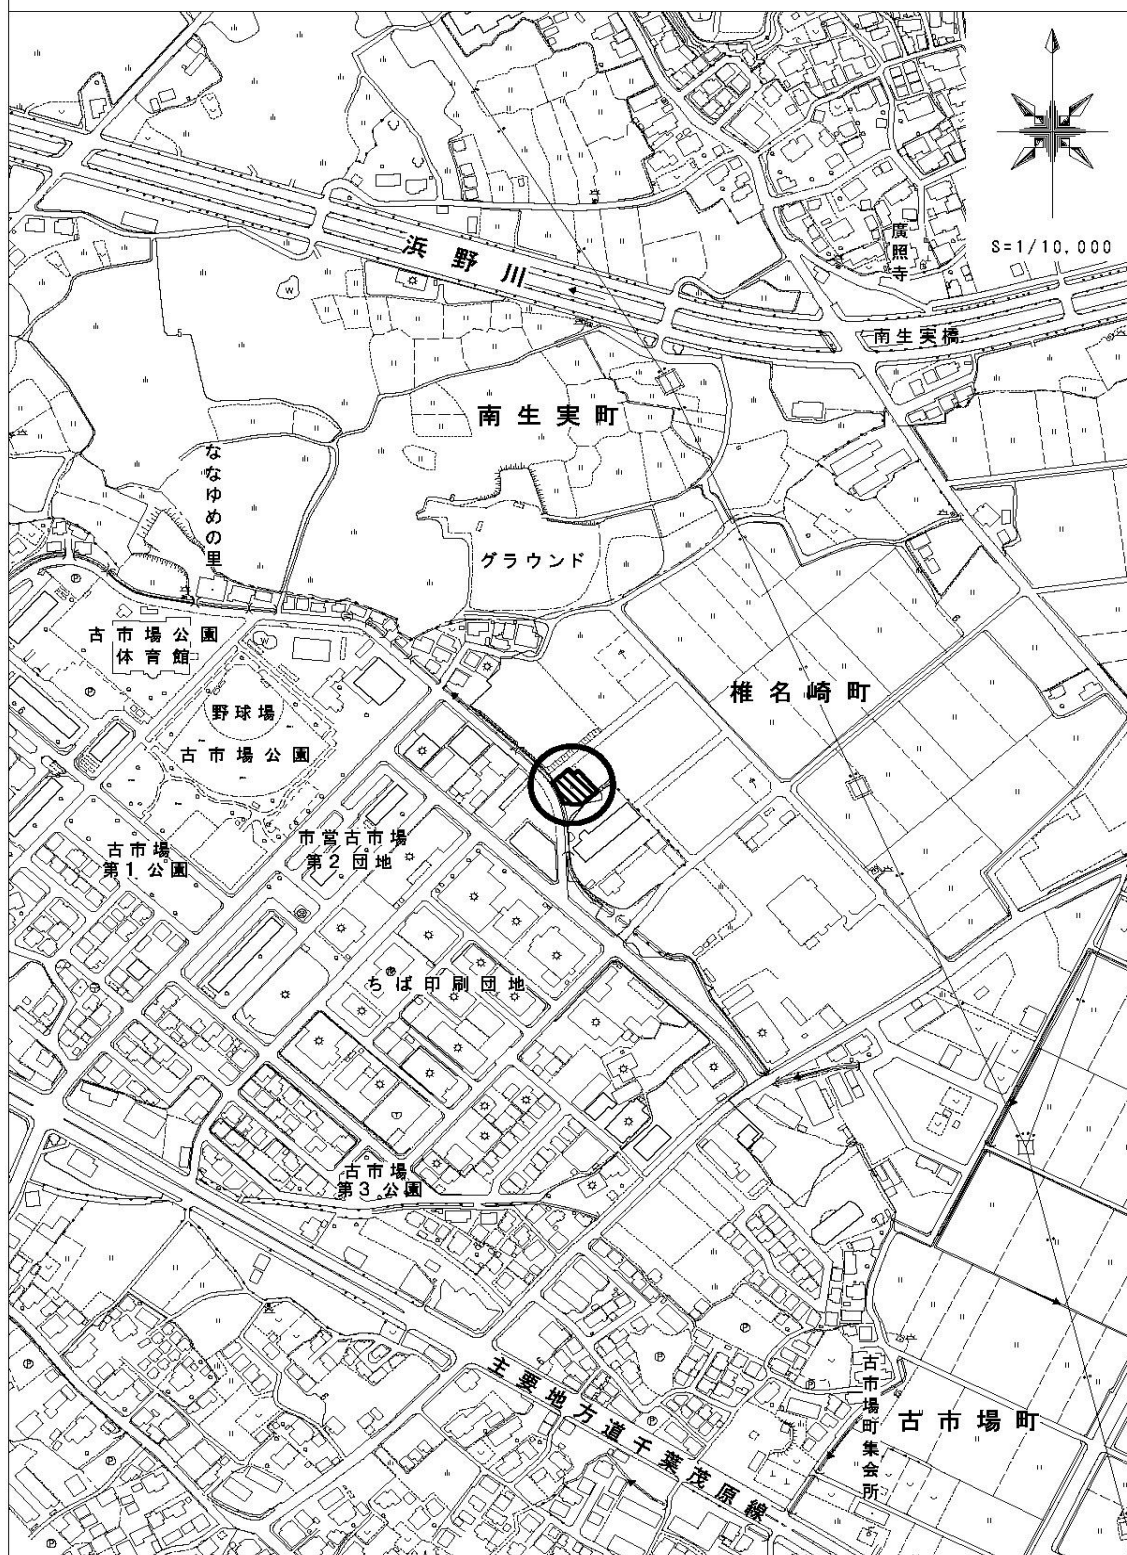 S=1/10,000
廣照寺
浜野川
南生実橋
南生実町
ななゆめの里
グラウンド
古市場公園
体育館
椎名崎町
野球場
古市場公園
市営古市場
第2団地
古市場
第1公園
ちば印刷団地
古市場
第3公園
主要地方道千葉茂原線
古市場町集会所
古市場町